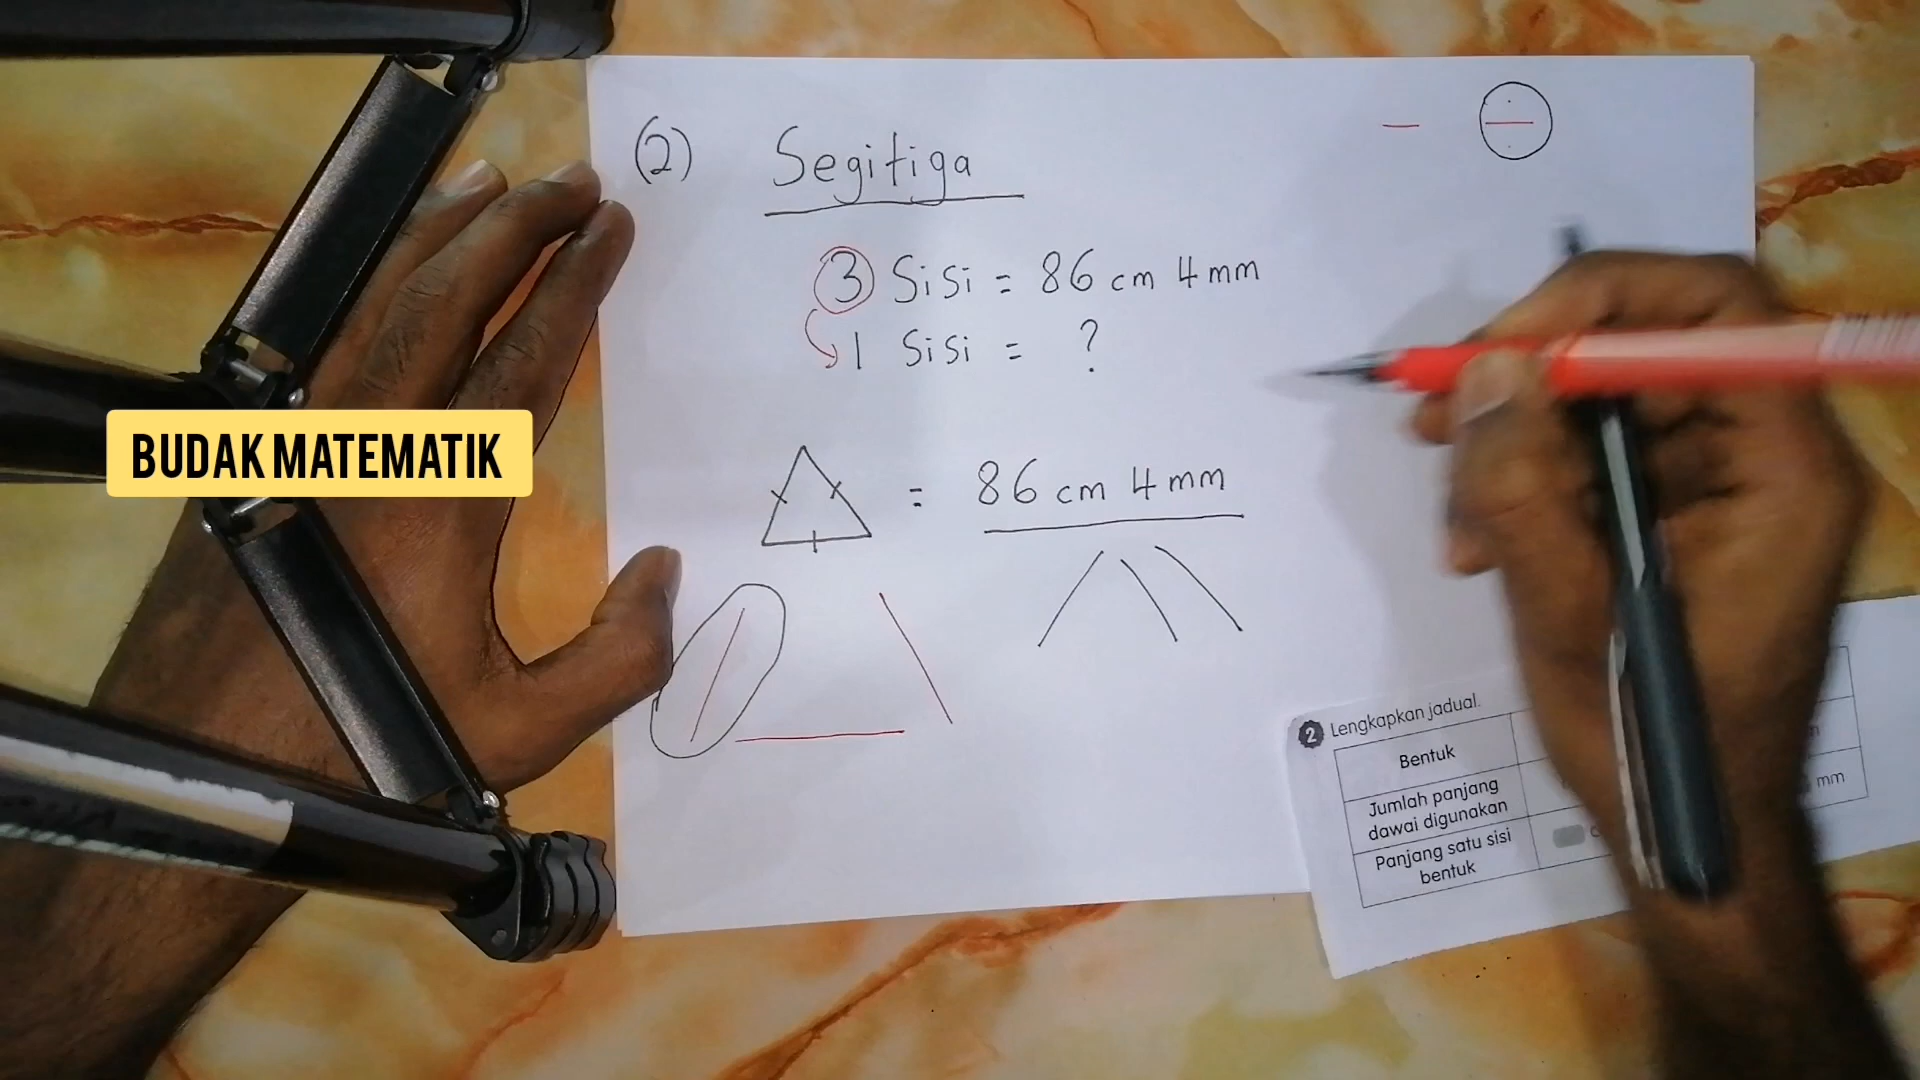 (2) Segitiga
3 Sisi = 86 cm 4 mm
1 Sisi = ?
= 86 cm 4 mm
— ÷
BUDAK MATEMATIK
2 Lengkapkan jadual.
Bentuk
Jumlah panjang
dawai digunakan
Panjang satu sisi
bentuk
mm